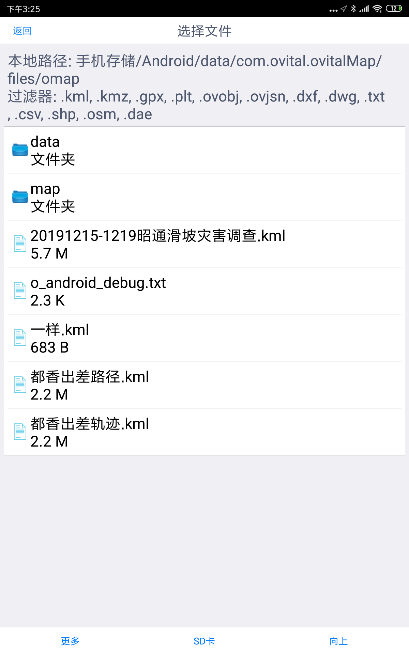 下午3:25
返回
选择文件
本地路径: 手机存储/Android/data/com.ovital.ovitalMap/
files/omap
过滤器: .kml, .kmz, .gpx, .plt, .ovobj, .ovjsn, .dxf, .dwg, .txt
, .csv, .shp, .osm, .dae
data
文件夹
map
文件夹
20191215-1219昭通滑坡灾害调查.kml
5.7 M
o_android_debug.txt
2.3 K
一样.kml
683 B
都香出差路径.kml
2.2 M
都香出差轨迹.kml
2.2 M
更多
SD卡
向上